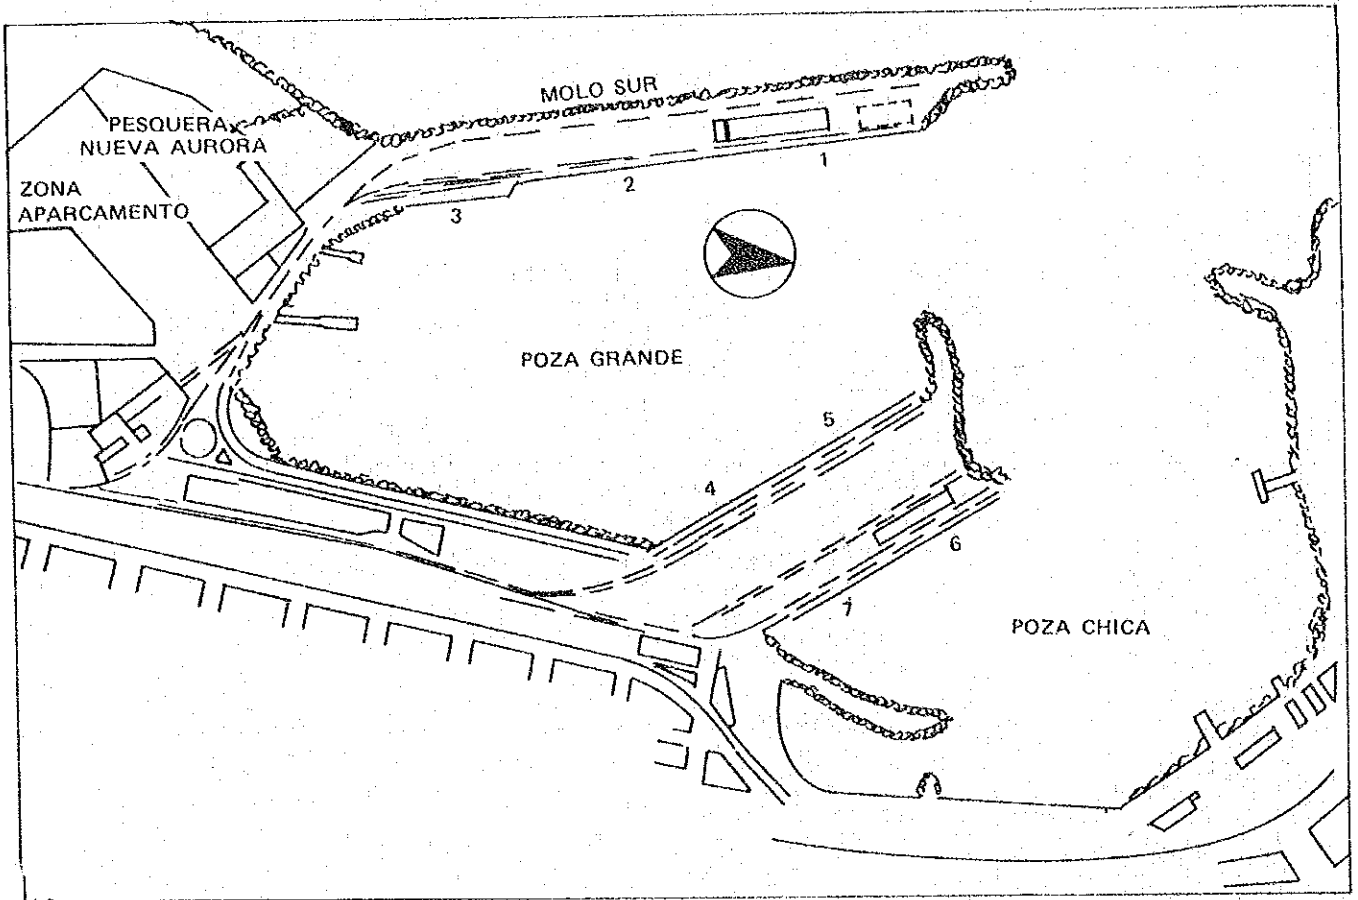 MOLO SUR
PESQUERA
NUEVA AURORA
ZONA
APARCAMENTO
1
2
3
POZA GRANDE
5
4
6
7
POZA CHICA